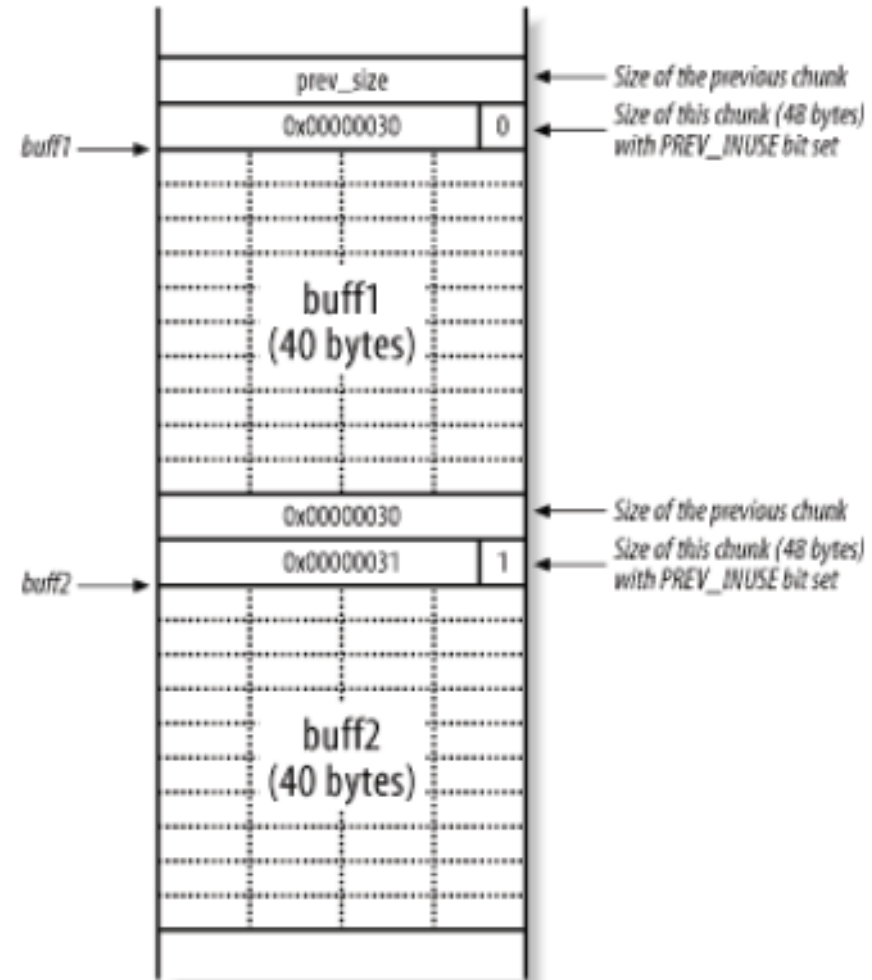 prev_size
Size of the previous chunk
0x00000030
0
Size of this chunk (48 bytes)
with PREV_INUSE bit set
buff1
buff1
(40 bytes)
0x00000030
Size of the previous chunk
0x00000031
1
Size of this chunk (48 bytes)
with PREV_INUSE bit set
buff2
buff2
(40 bytes)